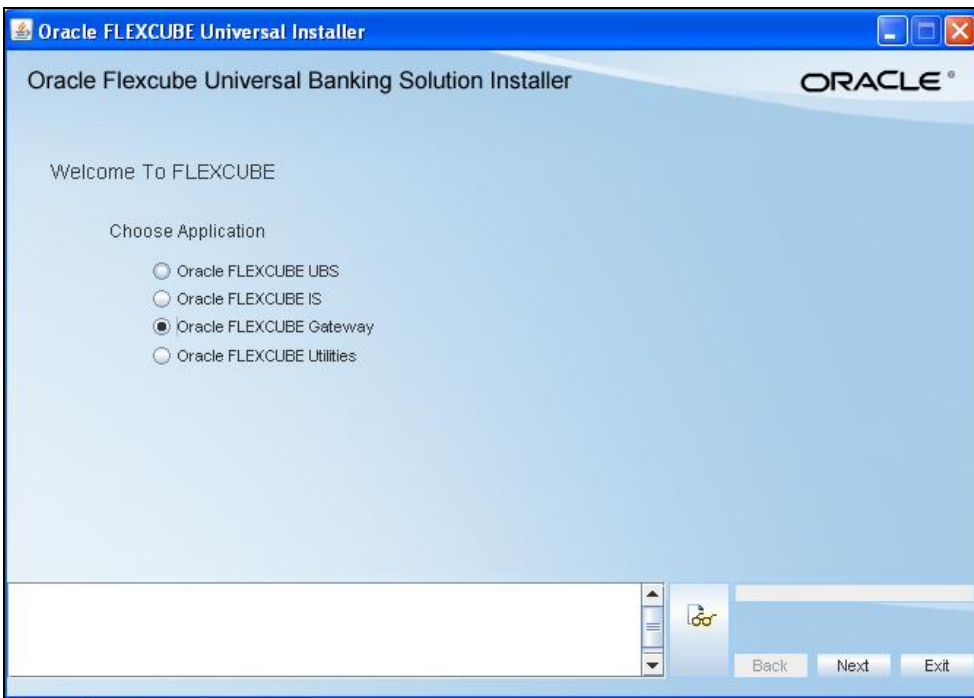 Oracle FLEXCUBE Universal Installer
Oracle Flexcube Universal Banking Solution Installer
ORACLE®
Welcome To FLEXCUBE
Choose Application
Oracle FLEXCUBE UBS
Oracle FLEXCUBE IS
Oracle FLEXCUBE Gateway
Oracle FLEXCUBE Utilities
Back Next Exit